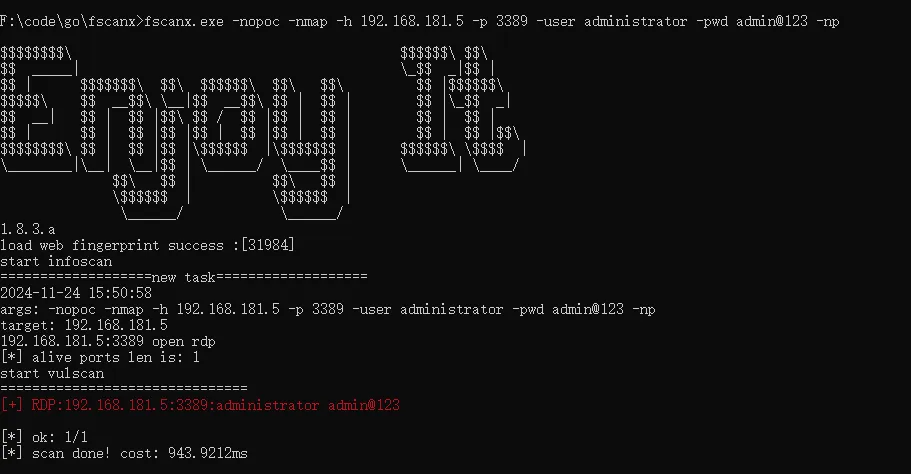 F:\code\go\fscanx>fscanx.exe -nopoc -nmap -h 192.168.181.5 -p 3389 -user administrator -pwd admin@123 -np
Enjoy It
1.8.3.a
load web fingerprint success :[31984]
start infoscan
===================new task===================
2024-11-24 15:50:58
args: -nopoc -nmap -h 192.168.181.5 -p 3389 -user administrator -pwd admin@123 -np
target: 192.168.181.5
192.168.181.5:3389 open rdp
[*] alive ports len is: 1
start vulscan
===============================
[+] RDP:192.168.181.5:3389:administrator admin@123
[*] ok: 1/1
[*] scan done! cost: 943.9212ms